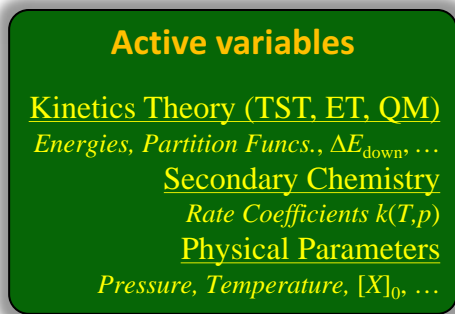 Active variables
Kinetics Theory (TST, ET, QM)
Energies, Partition Funcs., ΔE_down, …
Secondary Chemistry
Rate Coefficients k(T,p)
Physical Parameters
Pressure, Temperature, [X]₀, …